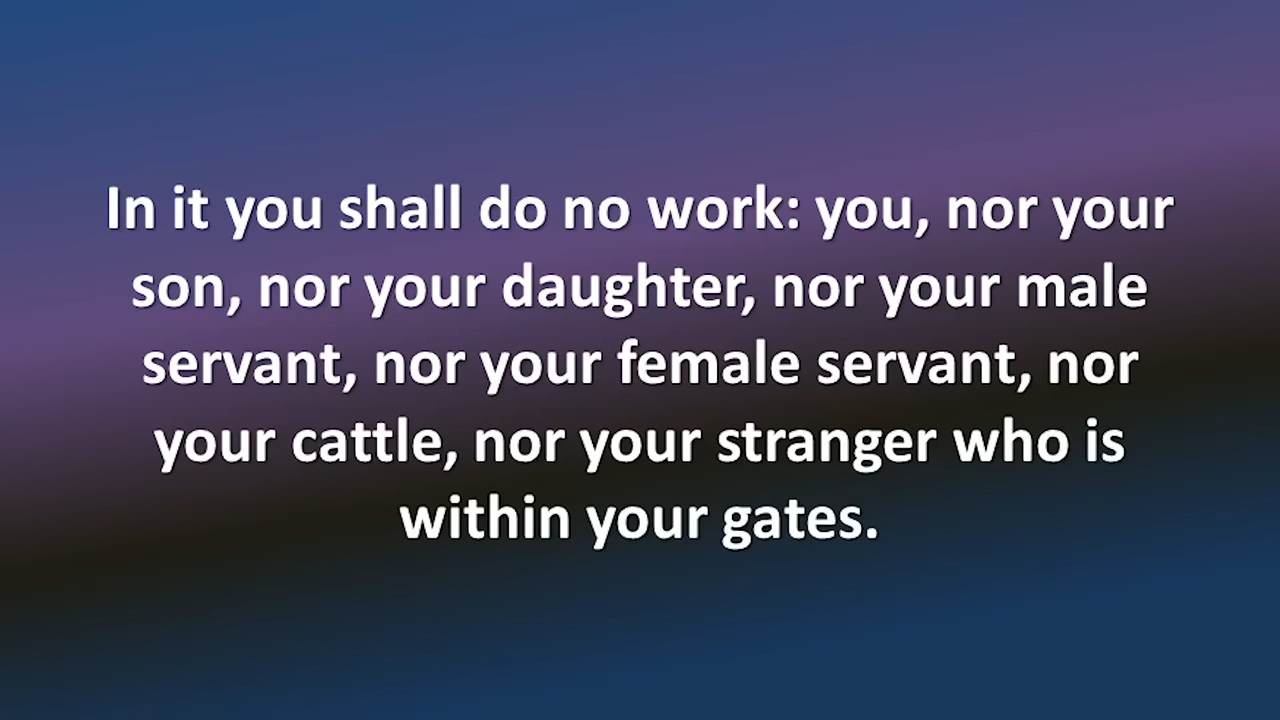 In it you shall do no work: you, nor your
son, nor your daughter, nor your male
servant, nor your female servant, nor
your cattle, nor your stranger who is
within your gates.